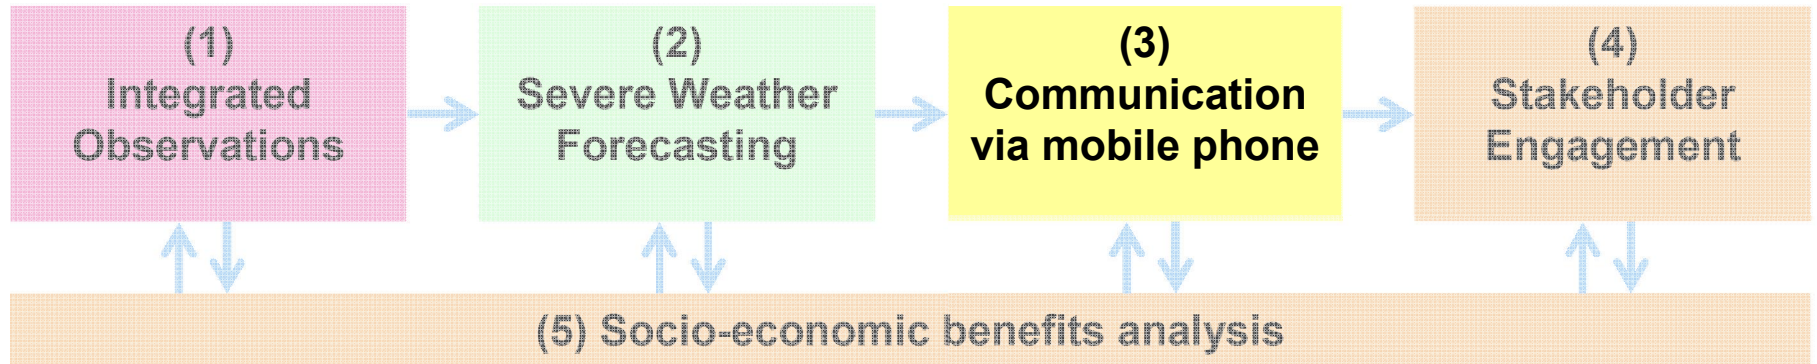 (1)
Integrated
Observations
(2)
Severe Weather
Forecasting
(3)
Communication
via mobile phone
(4)
Stakeholder
Engagement
(5) Socio-economic benefits analysis